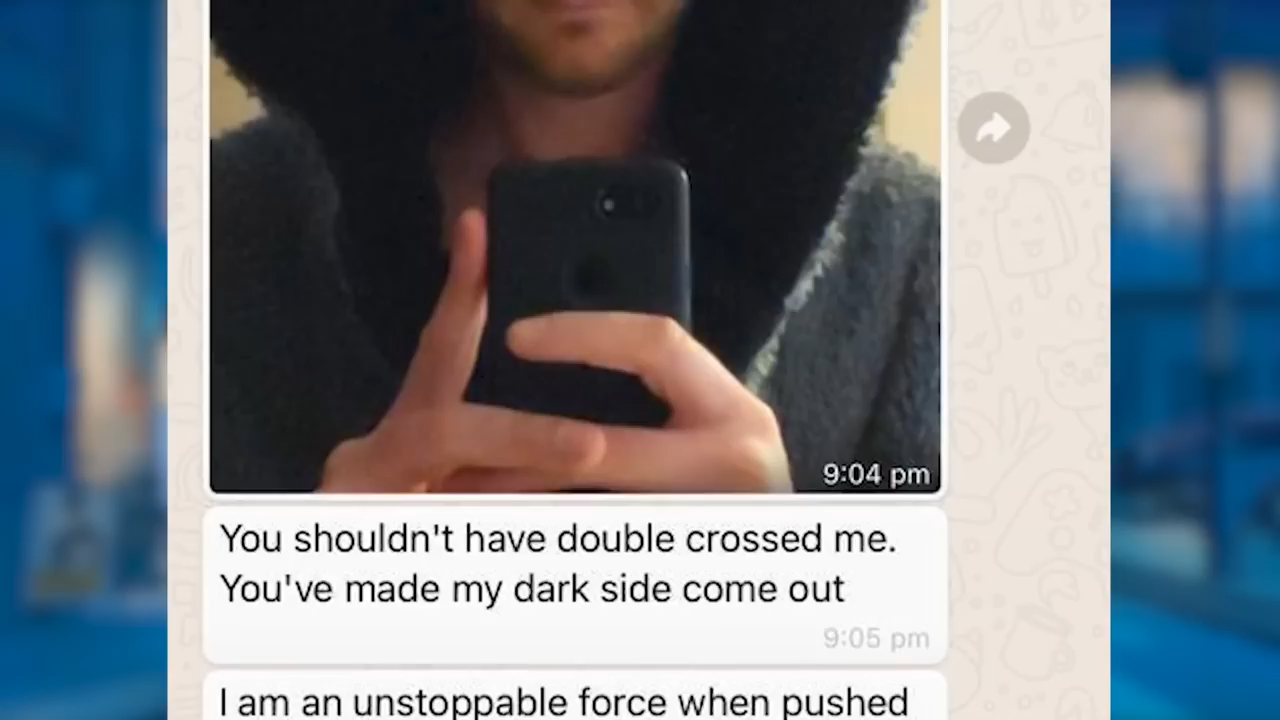 9:04 pm
You shouldn't have double crossed me.
You've made my dark side come out
9:05 pm
I am an unstoppable force when pushed